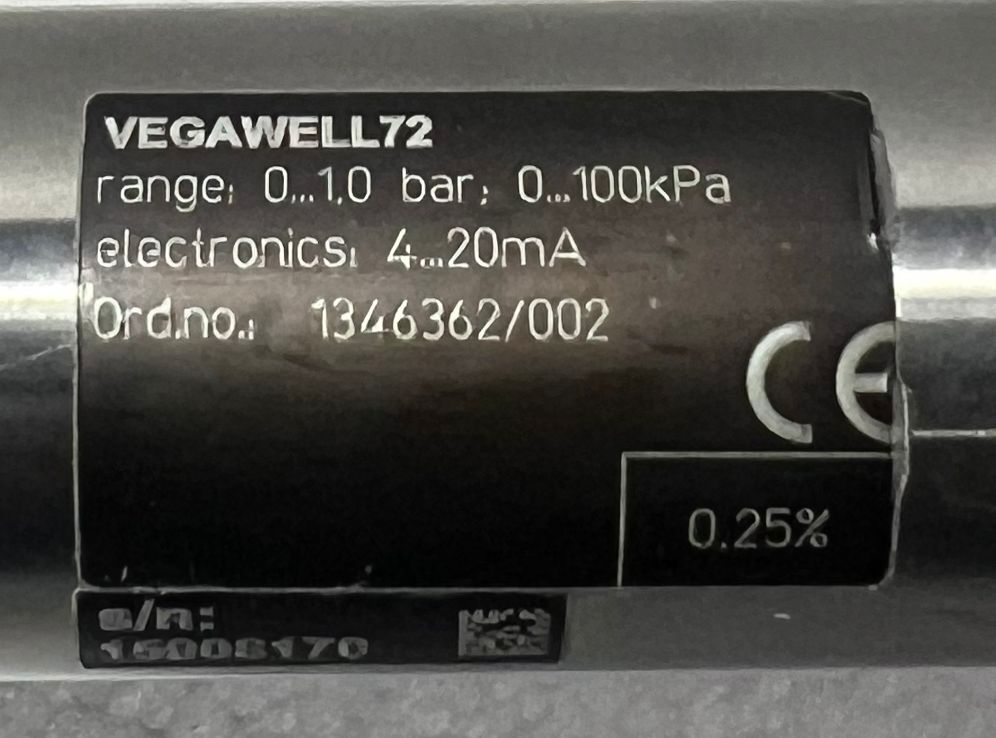 VEGAWELL72
range: 0...1.0 bar; 0...100kPa
electronics: 4...20mA
Ord.no.: 1346362/002
CE
0.25%
s/n: